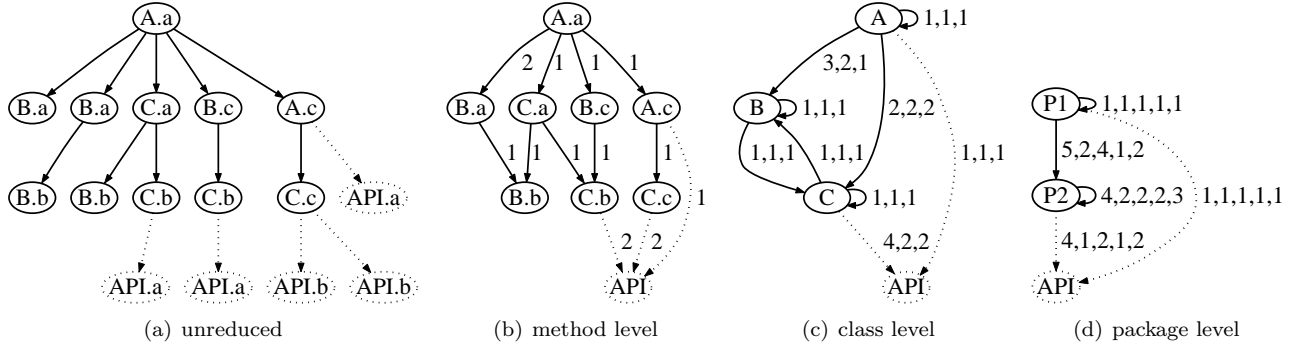 A.a
B.a B.a C.a B.c A.c
B.b B.b C.b C.b C.c API.a
API.a API.a API.b API.b
(a) unreduced
A.a
2 1 1 1
B.a C.a B.c A.c
1 1 1 1 1
B.b C.b C.c 1
2 2
API
(b) method level
A 1,1,1
3,2,1
B 1,1,1 2,2,2
1,1,1 1,1,1 1,1,1
C 1,1,1
4,2,2
API
(c) class level
P1 1,1,1,1,1
5,2,4,1,2
P2 4,2,2,2,3 1,1,1,1,1
4,1,2,1,2
API
(d) package level